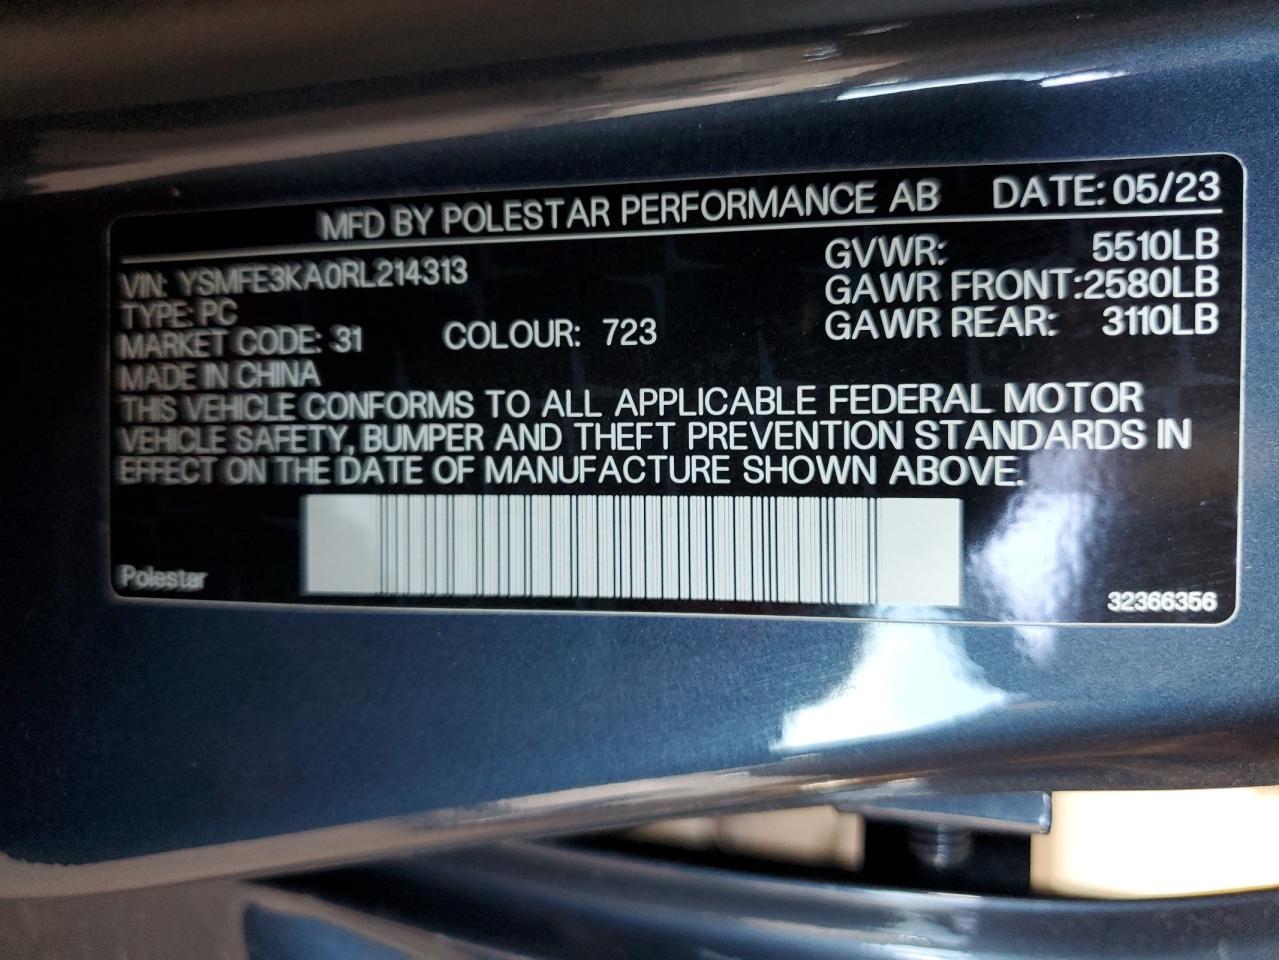 MFD BY POLESTAR PERFORMANCE AB DATE: 05/23
VIN: YSMFE3KA0RL214313 GVWR: 5510LB
TYPE: PC GAWR FRONT:2580LB
MARKET CODE: 31 COLOUR: 723 GAWR REAR: 3110LB
MADE IN CHINA
THIS VEHICLE CONFORMS TO ALL APPLICABLE FEDERAL MOTOR
VEHICLE SAFETY, BUMPER AND THEFT PREVENTION STANDARDS IN
EFFECT ON THE DATE OF MANUFACTURE SHOWN ABOVE.
Polestar 32366356